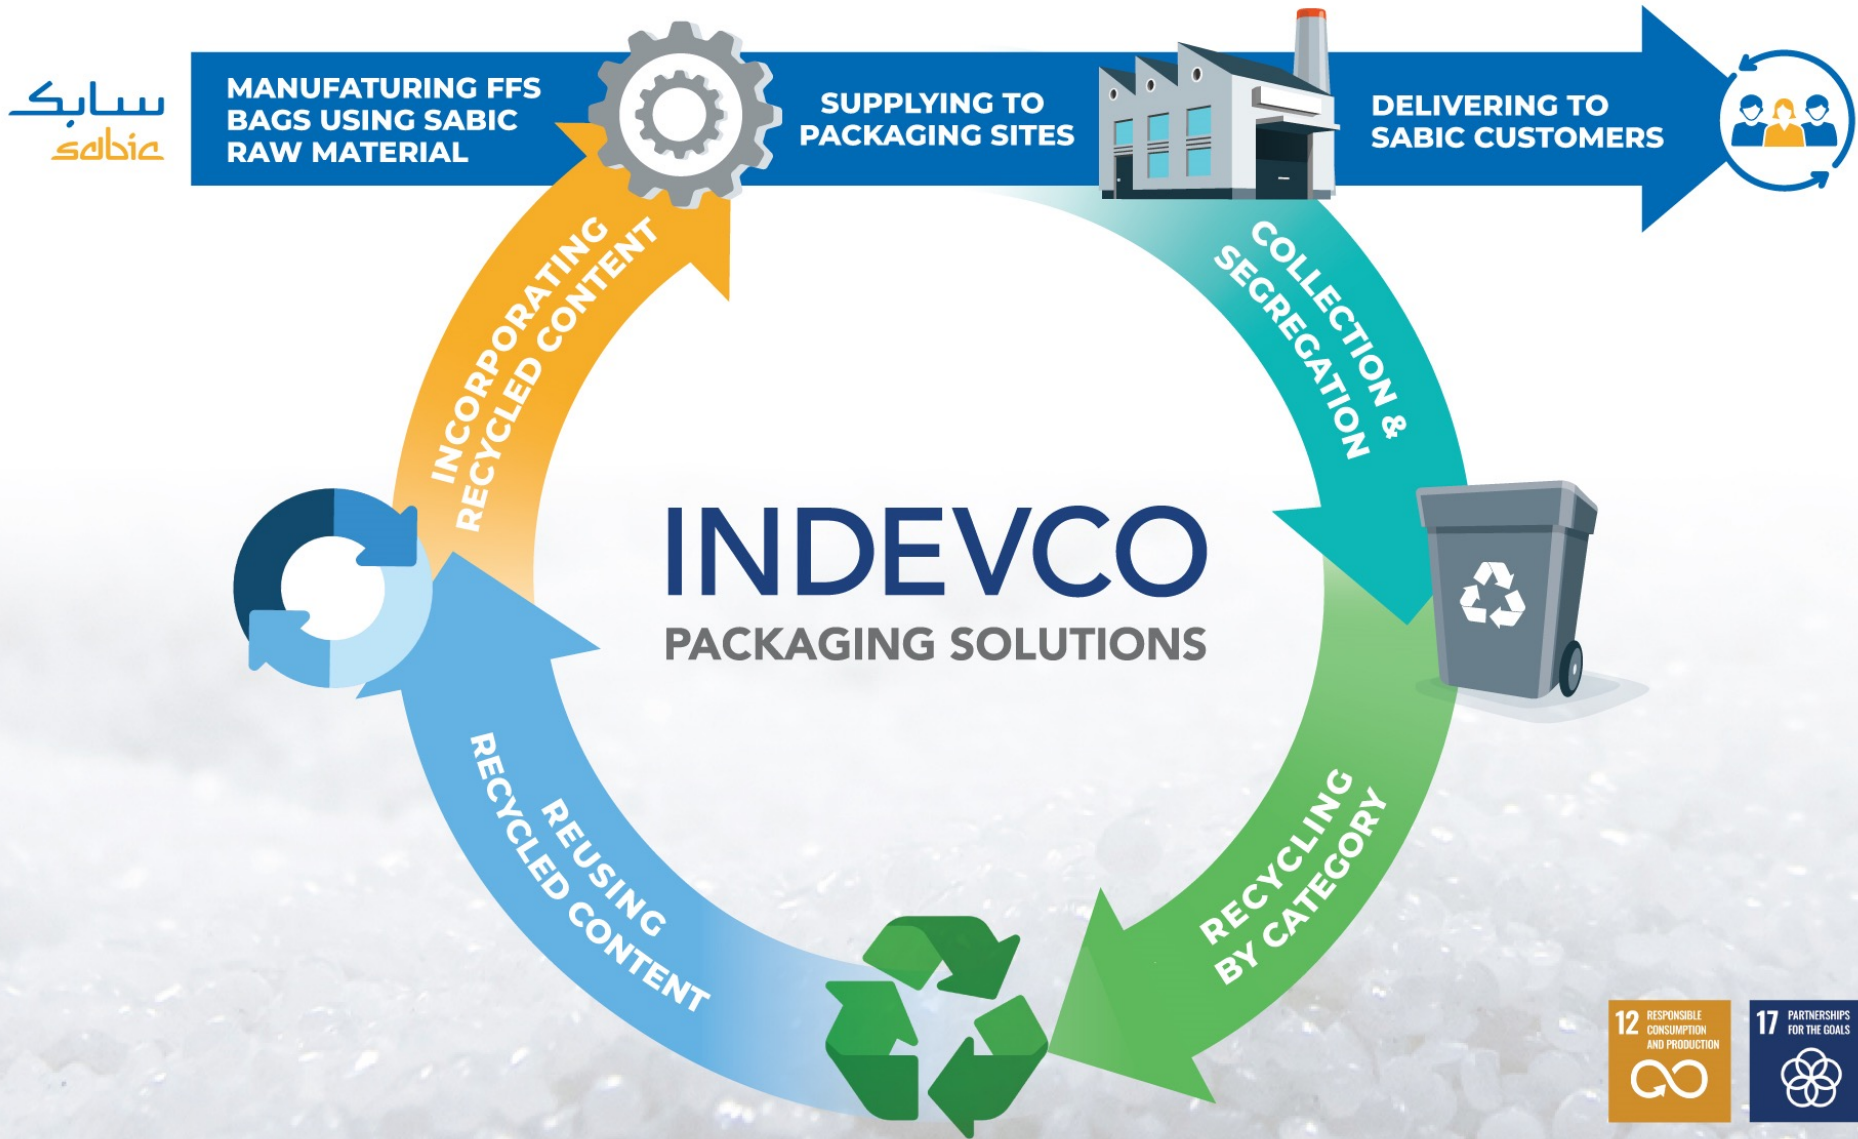 سابك
sabic
MANUFATURING FFS
BAGS USING SABIC
RAW MATERIAL
SUPPLYING TO
PACKAGING SITES
DELIVERING TO
SABIC CUSTOMERS
COLLECTION &
SEGREGATION
RECYCLING
BY CATEGORY
REUSING
RECYCLED CONTENT
INCORPORATING
RECYCLED CONTENT
INDEVCO
PACKAGING SOLUTIONS
12 RESPONSIBLE
CONSUMPTION
AND PRODUCTION
17 PARTNERSHIPS
FOR THE GOALS